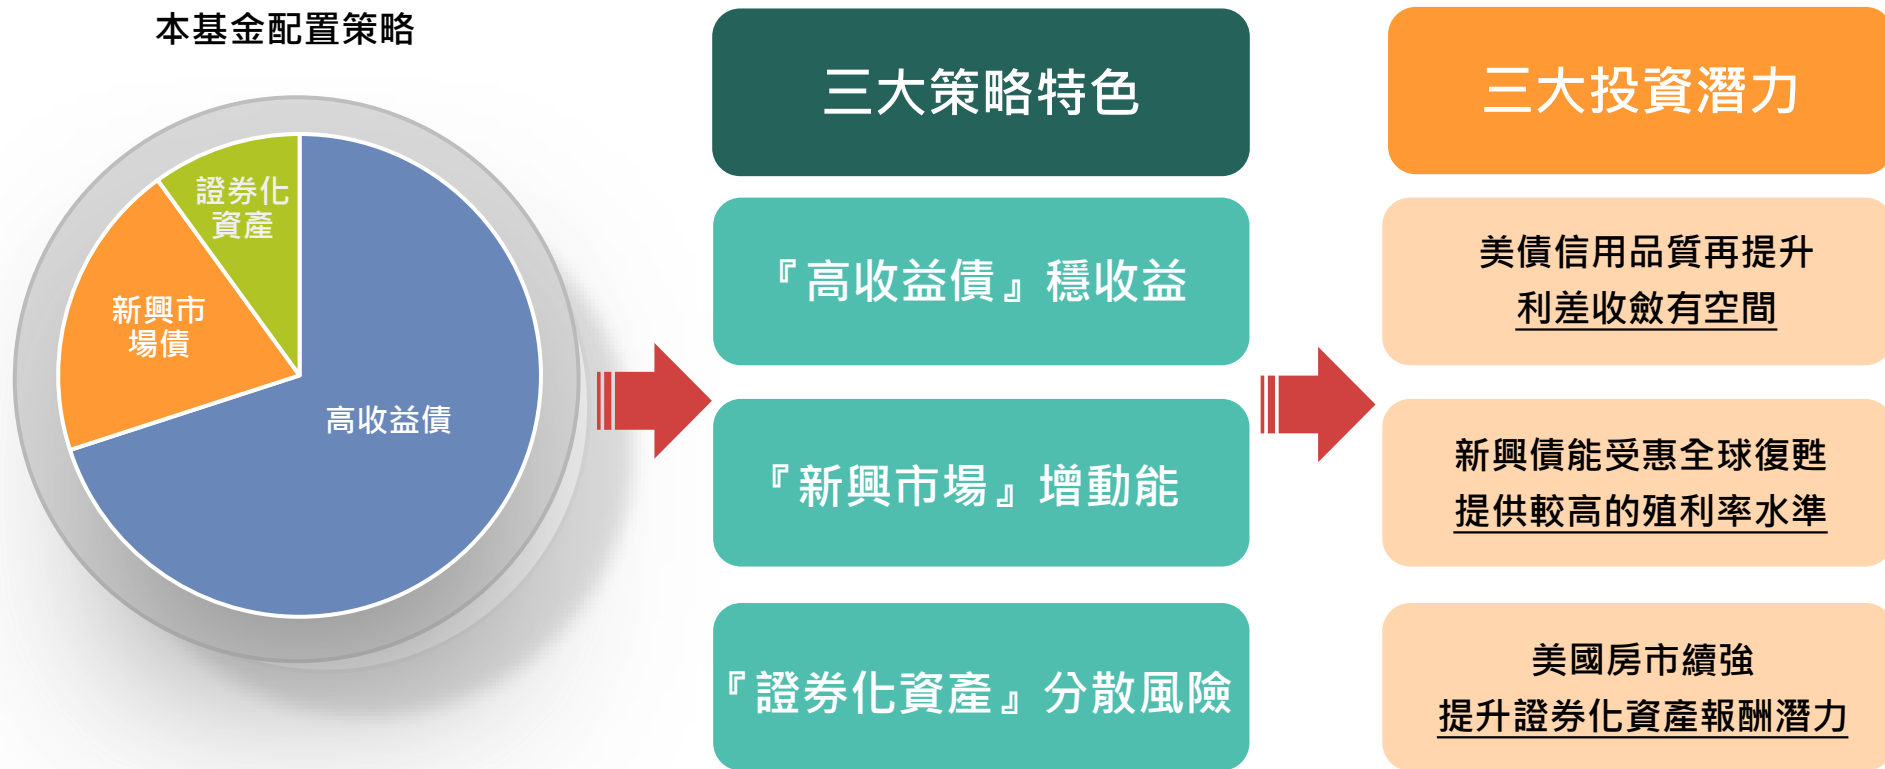 本基金配置策略
證券化
資產
新興市
場債
高收益債
三大策略特色
『高收益債』穩收益
『新興市場』增動能
『證券化資產』分散風險
三大投資潛力
美債信用品質再提升
利差收斂有空間
新興債能受惠全球復甦
提供較高的殖利率水準
美國房市續強
提升證券化資產報酬潛力